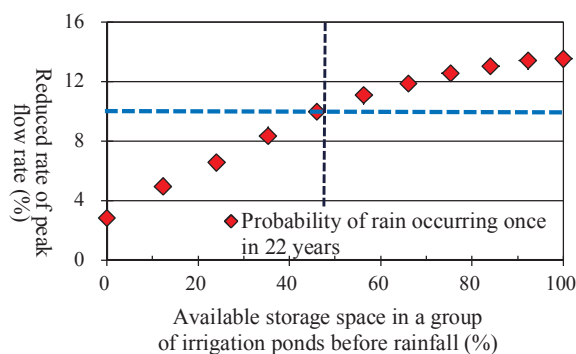 16
12
8
4
0
0 20 40 60 80 100
Reduced rate of peak
flow rate (%)
Probability of rain occurring once
in 22 years
Available storage space in a group
of irrigation ponds before rainfall (%)